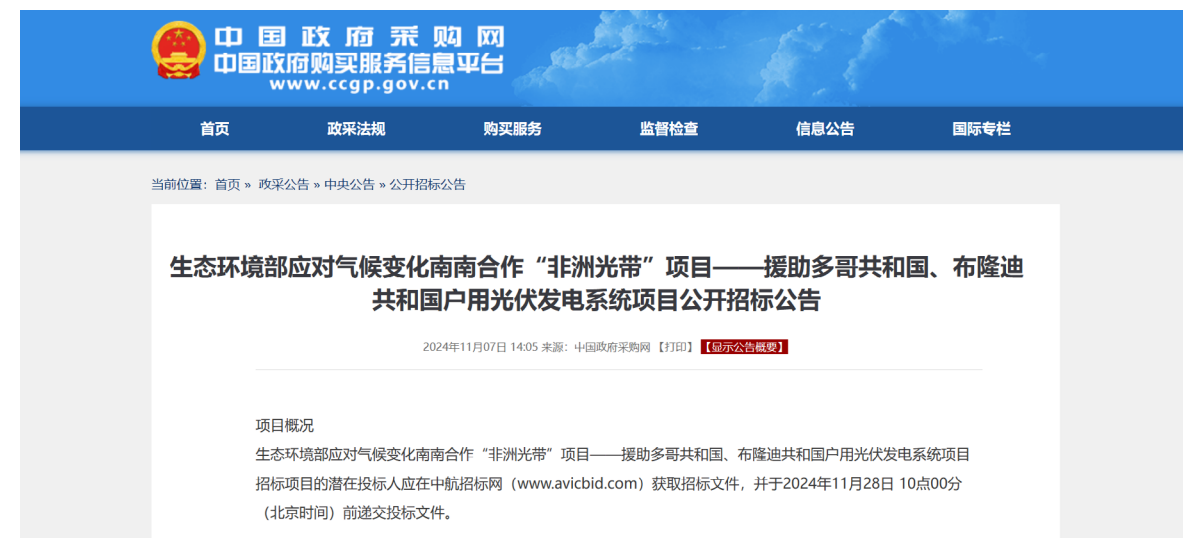 中国政府采购网
中国政府购买服务信息平台
www.ccgp.gov.cn
首页 政采法规 购买服务 监督检查 信息公告 国际专栏
当前位置：首页 » 政采公告 » 中央公告 » 公开招标公告
生态环境部应对气候变化南南合作“非洲光带”项目——援助多哥共和国、布隆迪
共和国户用光伏发电系统项目公开招标公告
2024年11月07日 14:05 来源：中国政府采购网 【打印】 【显示公告概要】
项目概况
生态环境部应对气候变化南南合作“非洲光带”项目——援助多哥共和国、布隆迪共和国户用光伏发电系统项目
招标项目的潜在投标人应在中航招标网（www.avicbid.com）获取招标文件，并于2024年11月28日 10点00分
（北京时间）前递交投标文件。